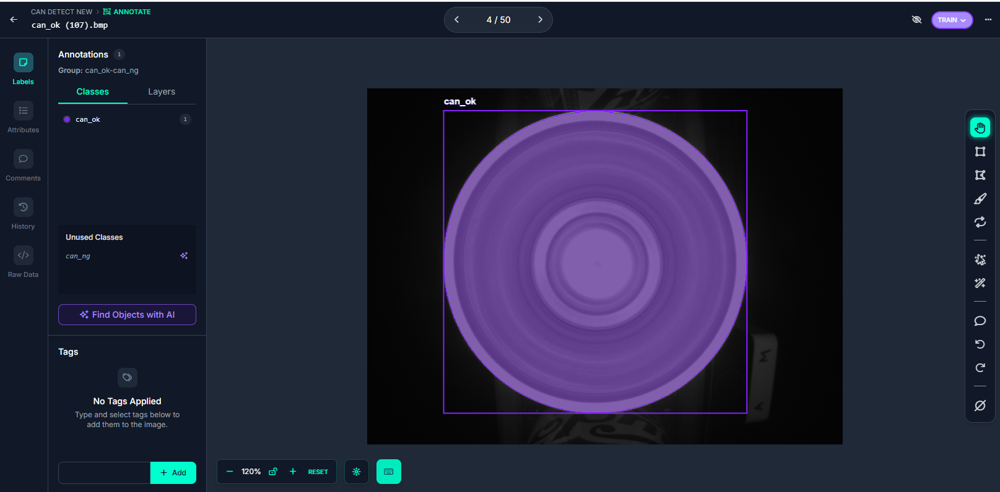 CAN DETECT NEW > ANNOTATE
can_ok (107).bmp
4 / 50
TRAIN
Labels
Attributes
Comments
History
Raw Data
Annotations 1
Group: can_ok-can_ng
Classes Layers
can_ok 1
Unused Classes
can_ng
Find Objects with AI
Tags
No Tags Applied
Type and select tags below to
add them to the image.
+ Add
can_ok
− 120% + RESET